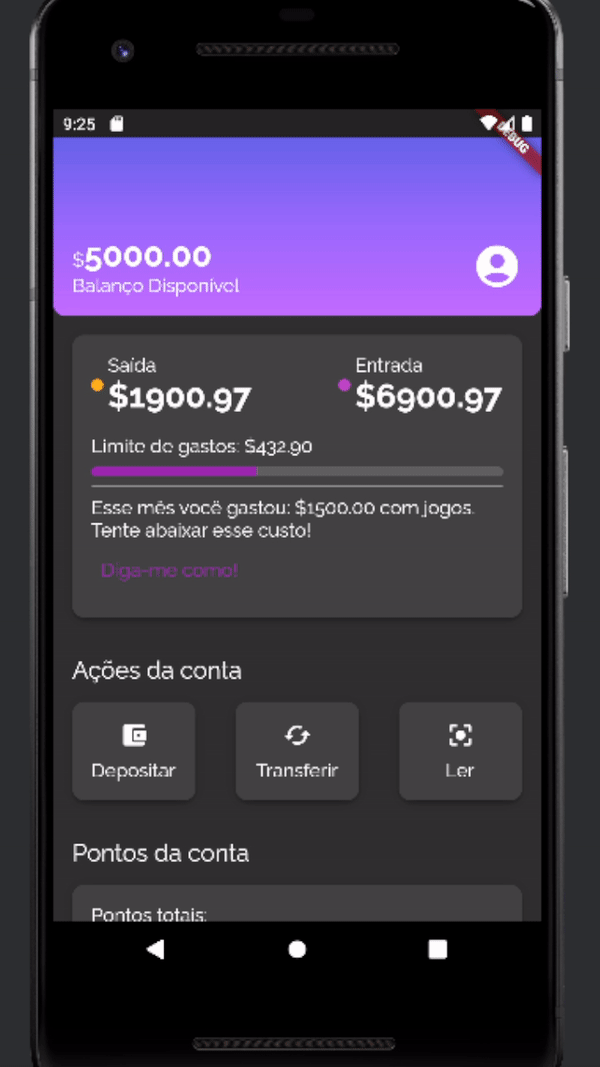 9:25
DEBUG
$5000.00
Balanço Disponível
Saída
Entrada
$1900.97
$6900.97
Limite de gastos: $432.90
Esse mês você gastou: $1500.00 com jogos.
Tente abaixar esse custo!
Diga-me como!
Ações da conta
Depositar
Transferir
Ler
Pontos da conta
Pontos totais: